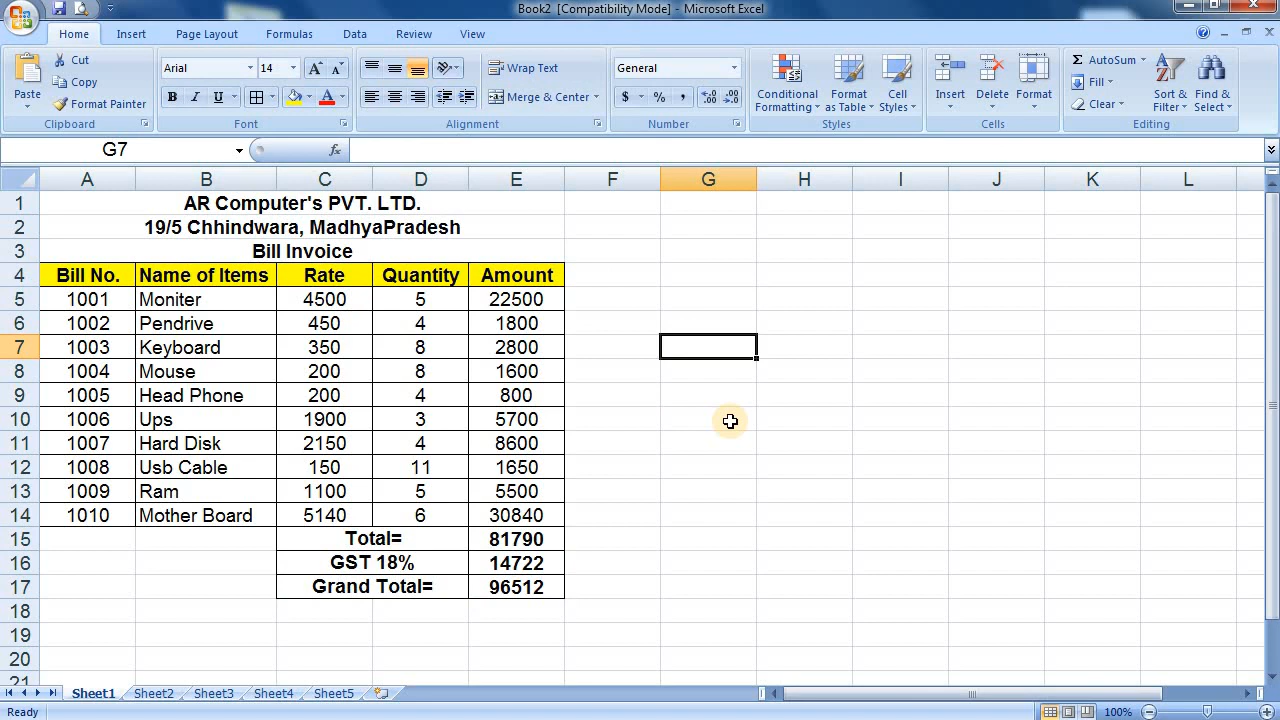 Book2 [Compatibility Mode] - Microsoft Excel
Home Insert Page Layout Formulas Data Review View
Paste Cut Copy Format Painter Clipboard
Arial 14 A A B I U A Font
Wrap Text Merge & Center Alignment
General $ % , .0 .00 .00 .0 Number
Conditional Formatting Format as Table Cell Styles Styles
Insert Delete Format Cells
AutoSum Fill Clear Sort & Filter Find & Select Editing
G7 fx
A B C D E F G H I J K L
1 AR Computer's PVT. LTD.
2 19/5 Chhindwara, MadhyaPradesh
3 Bill Invoice
4 Bill No. Name of Items Rate Quantity Amount
5 1001 Moniter 4500 5 22500
6 1002 Pendrive 450 4 1800
7 1003 Keyboard 350 8 2800
8 1004 Mouse 200 8 1600
9 1005 Head Phone 200 4 800
10 1006 Ups 1900 3 5700
11 1007 Hard Disk 2150 4 8600
12 1008 Usb Cable 150 11 1650
13 1009 Ram 1100 5 5500
14 1010 Mother Board 5140 6 30840
15 Total= 81790
16 GST 18% 14722
17 Grand Total= 96512
18
19
20
21
Sheet1 Sheet2 Sheet3 Sheet4 Sheet5
Ready 100%